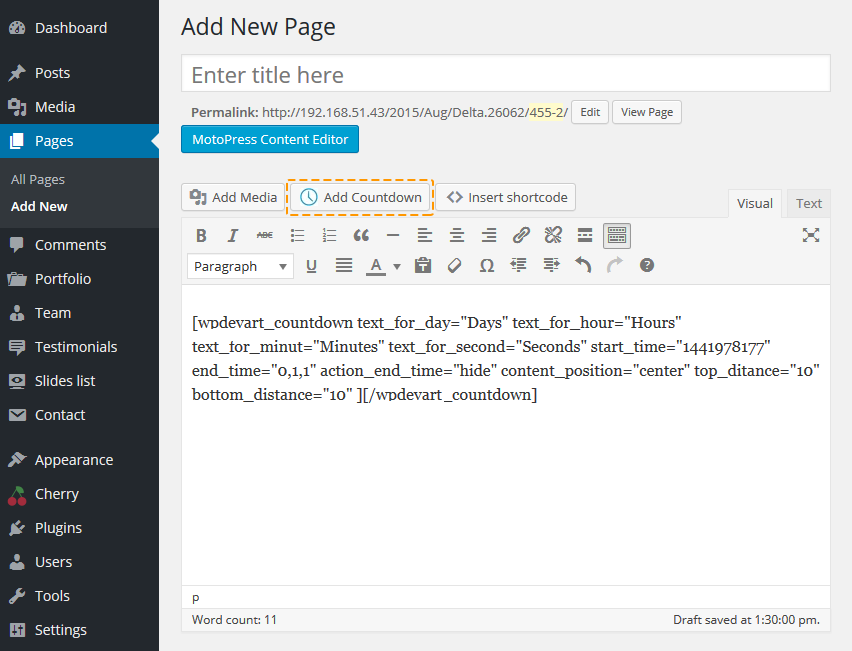 Dashboard
Posts
Media
Pages
All Pages
Add New
Comments
Portfolio
Team
Testimonials
Slides list
Contact
Appearance
Cherry
Plugins
Users
Tools
Settings
Add New Page
Enter title here
Permalink: http://192.168.51.43/2015/Aug/Delta.26062/455-2/ Edit View Page
MotoPress Content Editor
Add Media Add Countdown Insert shortcode
Visual Text
B I ABC
Paragraph U A T Ω ?
[wpdevart_countdown text_for_day="Days" text_for_hour="Hours"
text_for_minut="Minutes" text_for_second="Seconds" start_time="1441978177"
end_time="0,1,1" action_end_time="hide" content_position="center" top_ditance="10"
bottom_distance="10" ][/wpdevart_countdown]
p
Word count: 11 Draft saved at 1:30:00 pm.